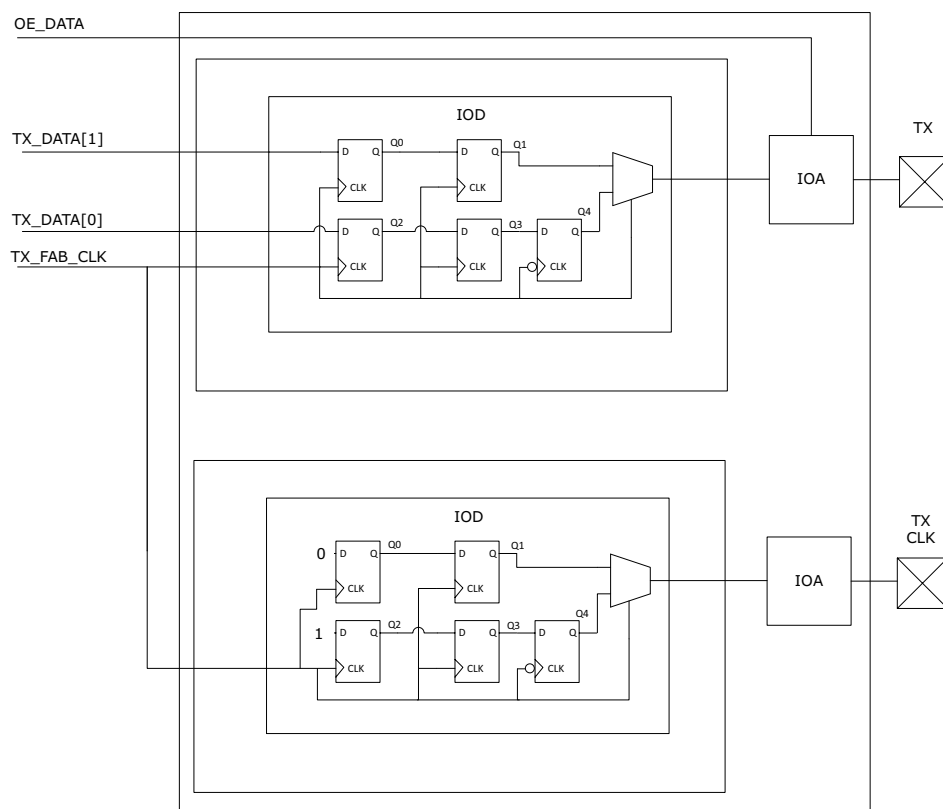 OE_DATA
IOD
TX_DATA[1]
D Q
Q0
D Q
Q1
CLK
CLK
TX
IOA
TX_DATA[0]
D Q
Q2
D Q
Q3
D Q
Q4
TX_FAB_CLK
CLK
CLK
CLK
IOD
0
D Q
Q0
D Q
Q1
CLK
CLK
TX
CLK
IOA
1
D Q
Q2
D Q
Q3
D Q
Q4
CLK
CLK
CLK